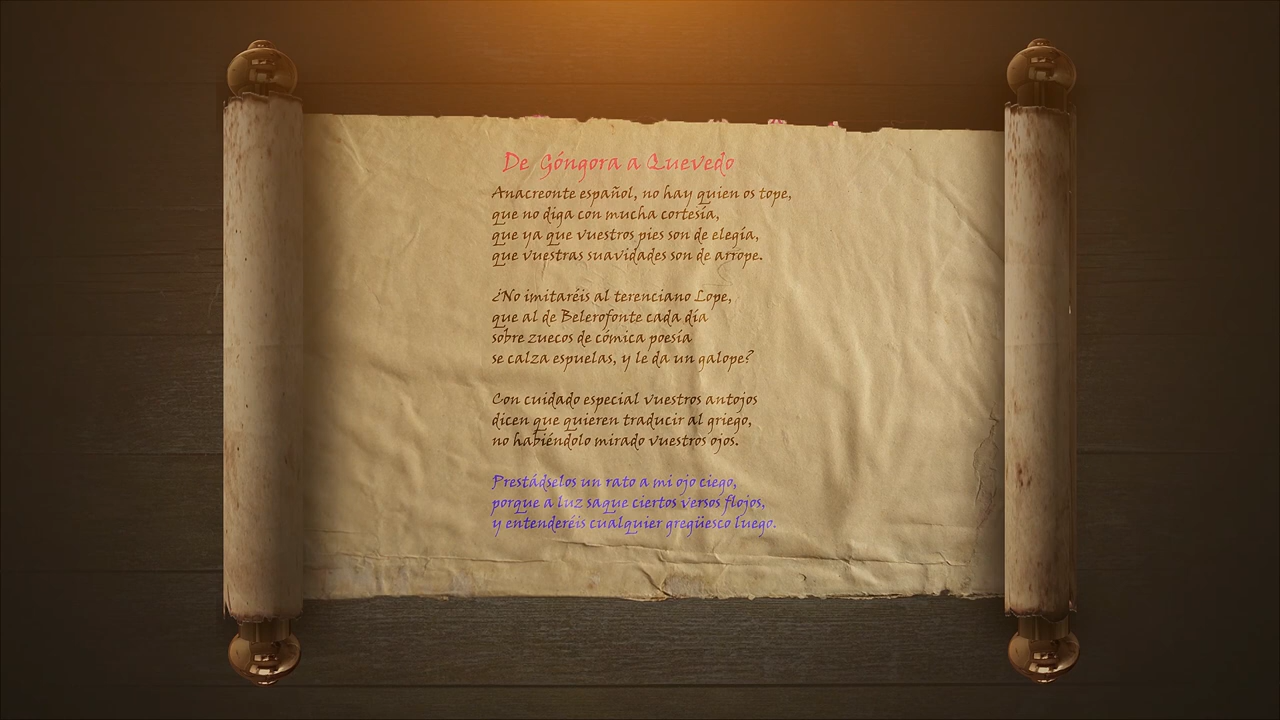 De Góngora a Quevedo
Anacreonte español, no hay quien os tope,
que no diga con mucha cortesía,
que ya que vuestros pies son de elegía,
que vuestras suavidades son de arrope.
¿No imitaréis al terenciano Lope,
que al de Belerofonte cada día
sobre zuecos de cómica poesía
se calza espuelas, y le da un galope?
Con cuidado especial vuestros antojos
dicen que quieren traducir al griego,
no habiéndolo mirado vuestros ojos.
Prestádselos un rato a mi ojo ciego,
porque a luz saque ciertos versos flojos,
y entenderéis cualquier gregüesco luego.